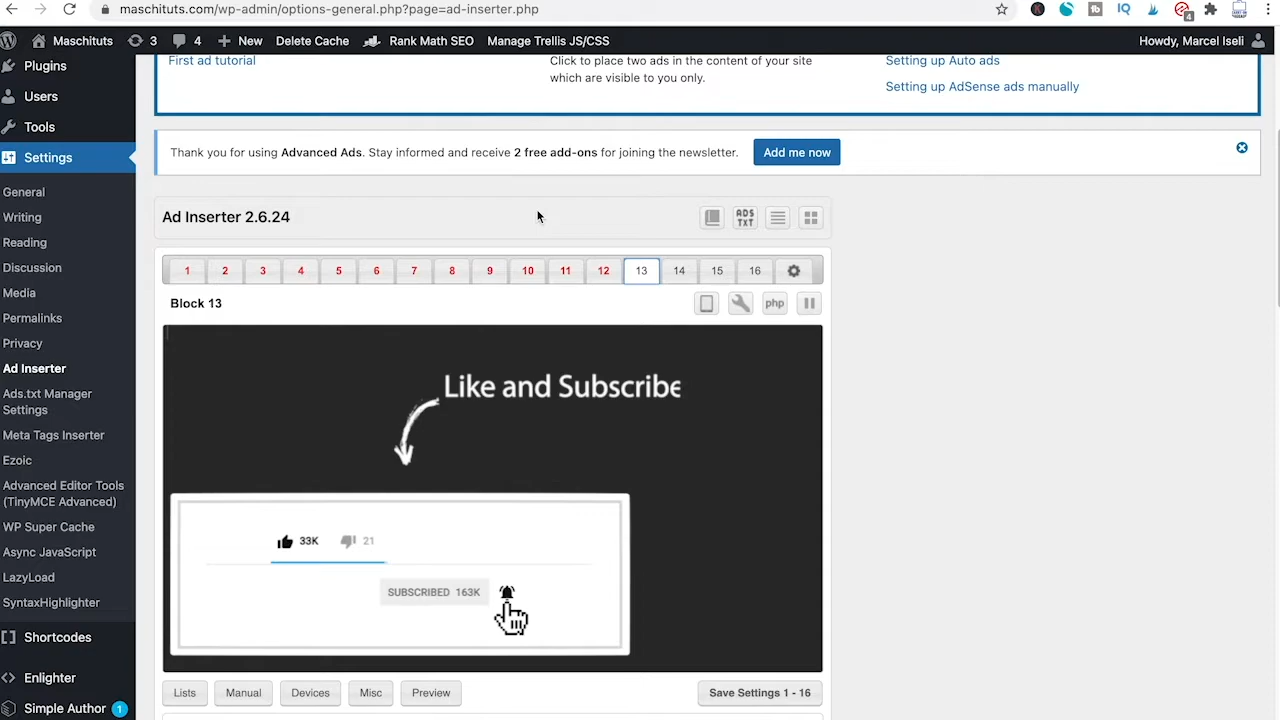 maschituts.com/wp-admin/options-general.php?page=ad-inserter.php
Maschituts 3 4 New Delete Cache Rank Math SEO Manage Trellis JS/CSS Howdy, Marcel Iseli
Plugins
Users
Tools
Settings
General
Writing
Reading
Discussion
Media
Permalinks
Privacy
Ad Inserter
Ads.txt Manager
Settings
Meta Tags Inserter
Ezoic
Advanced Editor Tools
(TinyMCE Advanced)
WP Super Cache
Async JavaScript
LazyLoad
SyntaxHighlighter
Shortcodes
Enlighter
Simple Author 1
First ad tutorial
Click to place two ads in the content of your site
which are visible to you only.
Setting up Auto ads
Setting up AdSense ads manually
Thank you for using Advanced Ads. Stay informed and receive 2 free add-ons for joining the newsletter. Add me now
Ad Inserter 2.6.24
ADS
TXT
1 2 3 4 5 6 7 8 9 10 11 12 13 14 15 16
Block 13
php
Like and Subscribe
33K 21
SUBSCRIBED 163K
Lists Manual Devices Misc Preview Save Settings 1 - 16